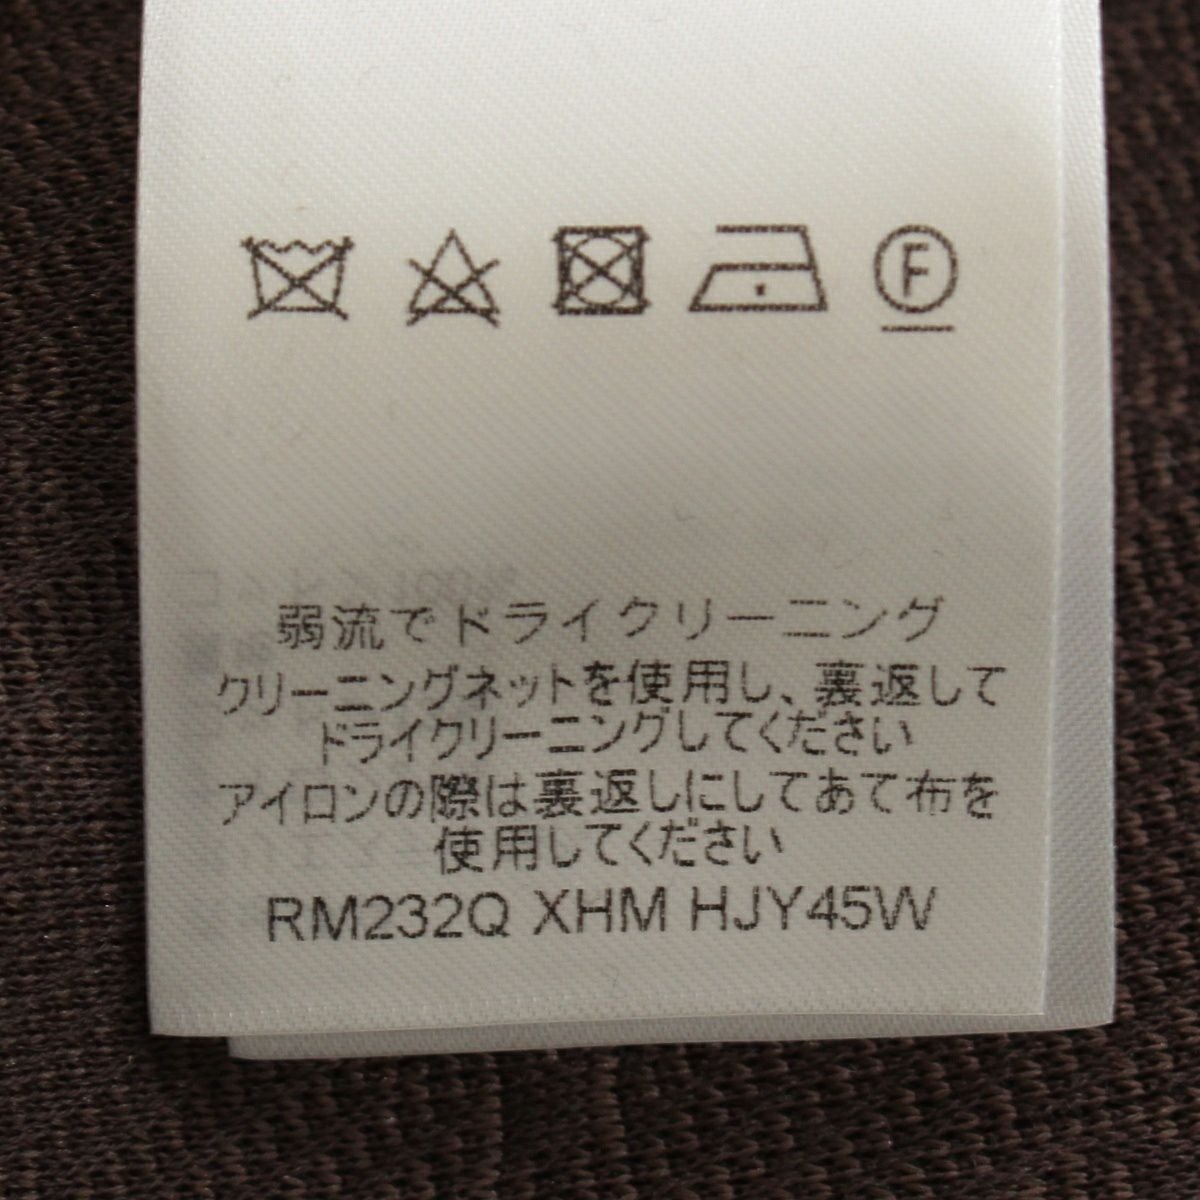 F
弱流でドライクリーニング
クリーニングネットを使用し、裏返して
ドライクリーニングしてください
アイロンの際は裏返しにしてあて布を
使用してください
RM232Q XHM HJY45W